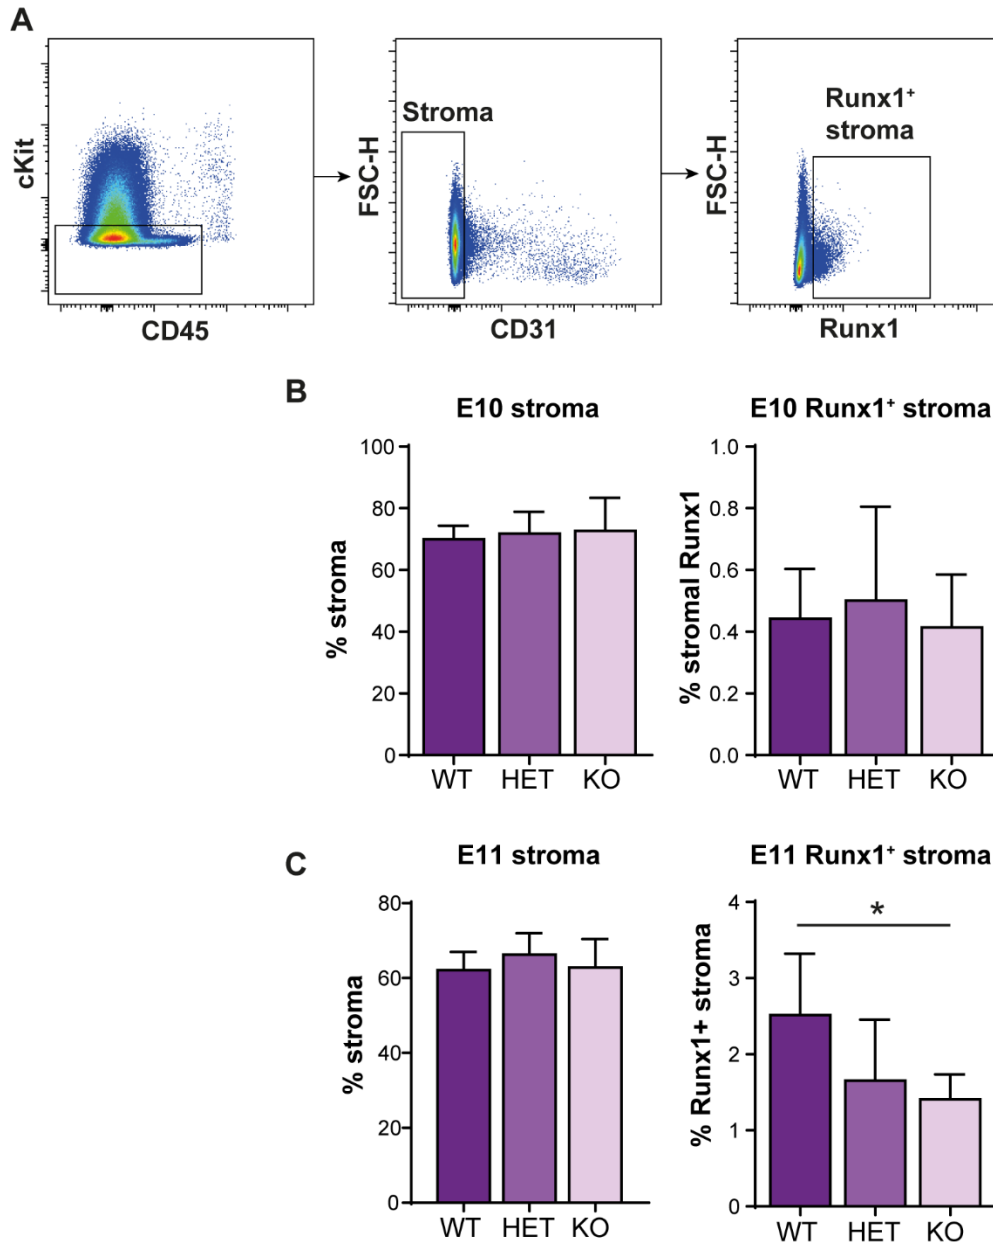 A
Stroma
Runx1⁺
stroma
cKit
FSC-H
FSC-H
CD45
CD31
Runx1
B
E10 stroma
E10 Runx1⁺ stroma
% stroma
100
80
60
40
20
0
WT HET KO
% stromal Runx1
1.0
0.8
0.6
0.4
0.2
0.0
WT HET KO
C
E11 stroma
E11 Runx1⁺ stroma
% stroma
80
60
40
20
0
WT HET KO
% Runx1+ stroma
4
3
2
1
0
*
WT HET KO